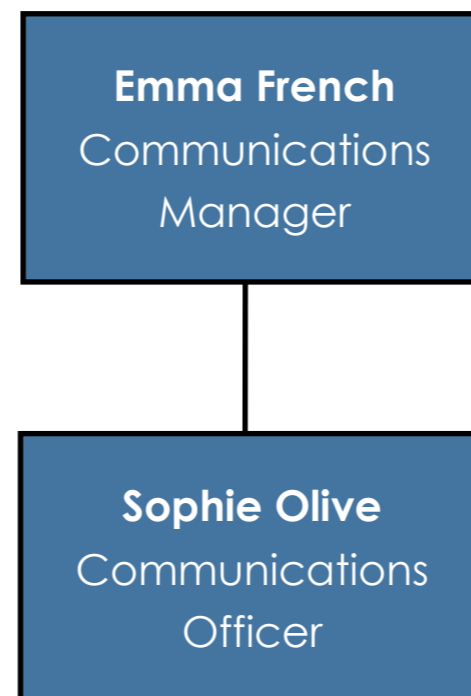 Emma French
Communications
Manager
Sophie Olive
Communications
Officer